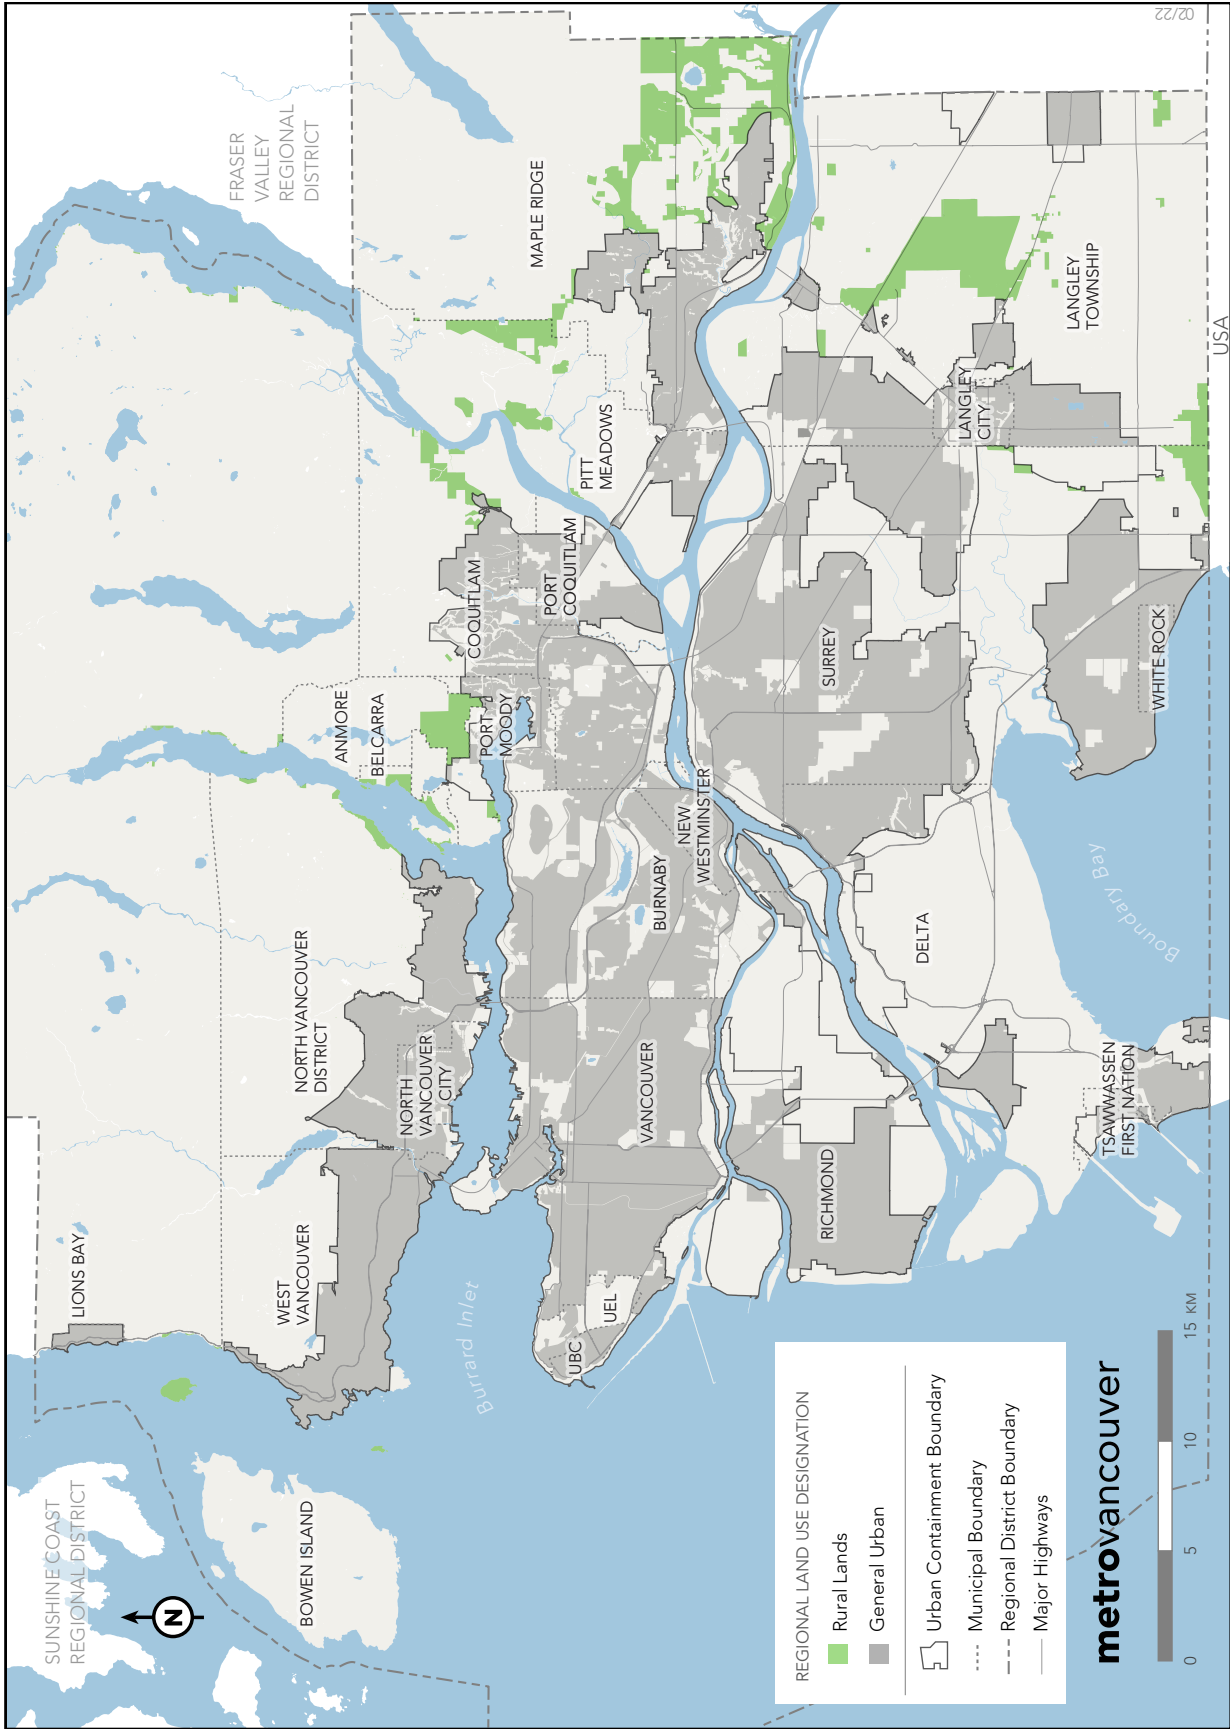 SUNSHINE COAST
REGIONAL DISTRICT
N
BOWEN ISLAND
LIONS BAY
WEST
VANCOUVER
NORTH VANCOUVER
DISTRICT
NORTH
VANCOUVER
CITY
Burrard Inlet
UBC
UEL
VANCOUVER
BURNABY
NEW
WESTMINSTER
ANMORE
BELCARRA
PORT
MOODY
COQUITLAM
PORT
COQUITLAM
PITT
MEADOWS
MAPLE RIDGE
FRASER
VALLEY
REGIONAL
DISTRICT
RICHMOND
DELTA
TSAWWASSEN
FIRST NATION
Boundary Bay
SURREY
WHITE ROCK
LANGLEY
CITY
LANGLEY
TOWNSHIP
USA
REGIONAL LAND USE DESIGNATION
Rural Lands
General Urban
Urban Containment Boundary
Municipal Boundary
Regional District Boundary
Major Highways
metrovancouver
0 5 10 15 KM
02/22